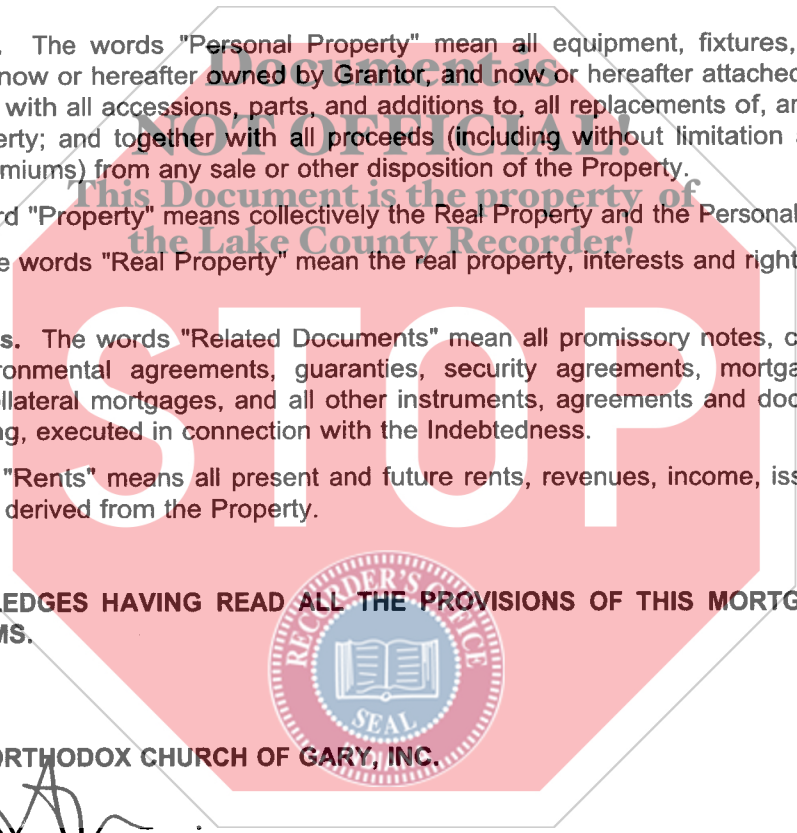 . The words "Personal Property" mean all equipment, fixtures,
Document is
now or hereafter owned by Grantor, and now or hereafter attached
with all accessions, parts, and additions to, all replacements of, an
NOT OFFICIAL!
erty; and together with all proceeds (including without limitation
miums) from any sale or other disposition of the Property.
This Document is the property of
rd "Property" means collectively the Real Property and the Personal
the Lake County Recorder!
e words "Real Property" mean the real property, interests and right
STOP
s. The words "Related Documents" mean all promissory notes, c
ronmental agreements, guaranties, security agreements, mortga
llateral mortgages, and all other instruments, agreements and doc
ng, executed in connection with the Indebtedness.
"Rents" means all present and future rents, revenues, income, iss
derived from the Property.
LEDGES HAVING READ ALL THE PROVISIONS OF THIS MORTG
MS.
RECORDER'S OFFICE
SEAL
INDIANA
ORTHODOX CHURCH OF GARY, INC.